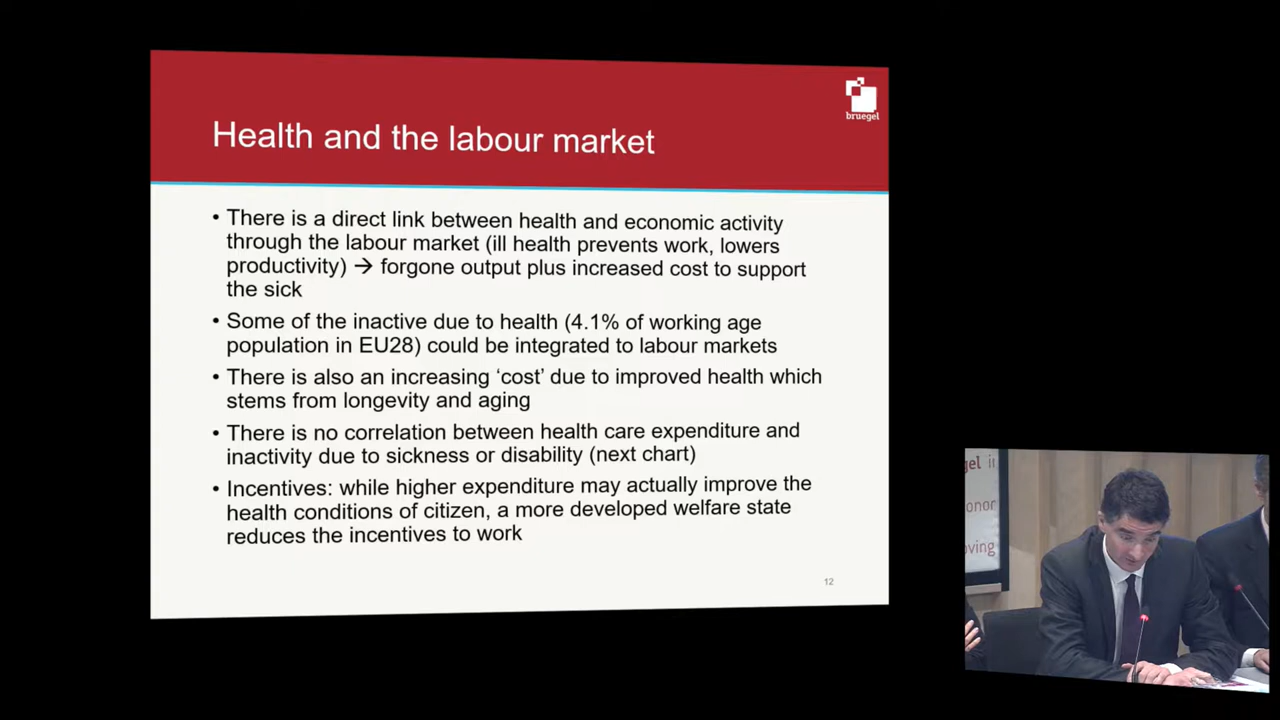 bruegel
Health and the labour market
• There is a direct link between health and economic activity
through the labour market (ill health prevents work, lowers
productivity) → forgone output plus increased cost to support
the sick
• Some of the inactive due to health (4.1% of working age
population in EU28) could be integrated to labour markets
• There is also an increasing ‘cost’ due to improved health which
stems from longevity and aging
• There is no correlation between health care expenditure and
inactivity due to sickness or disability (next chart)
• Incentives: while higher expenditure may actually improve the
health conditions of citizen, a more developed welfare state
reduces the incentives to work
12